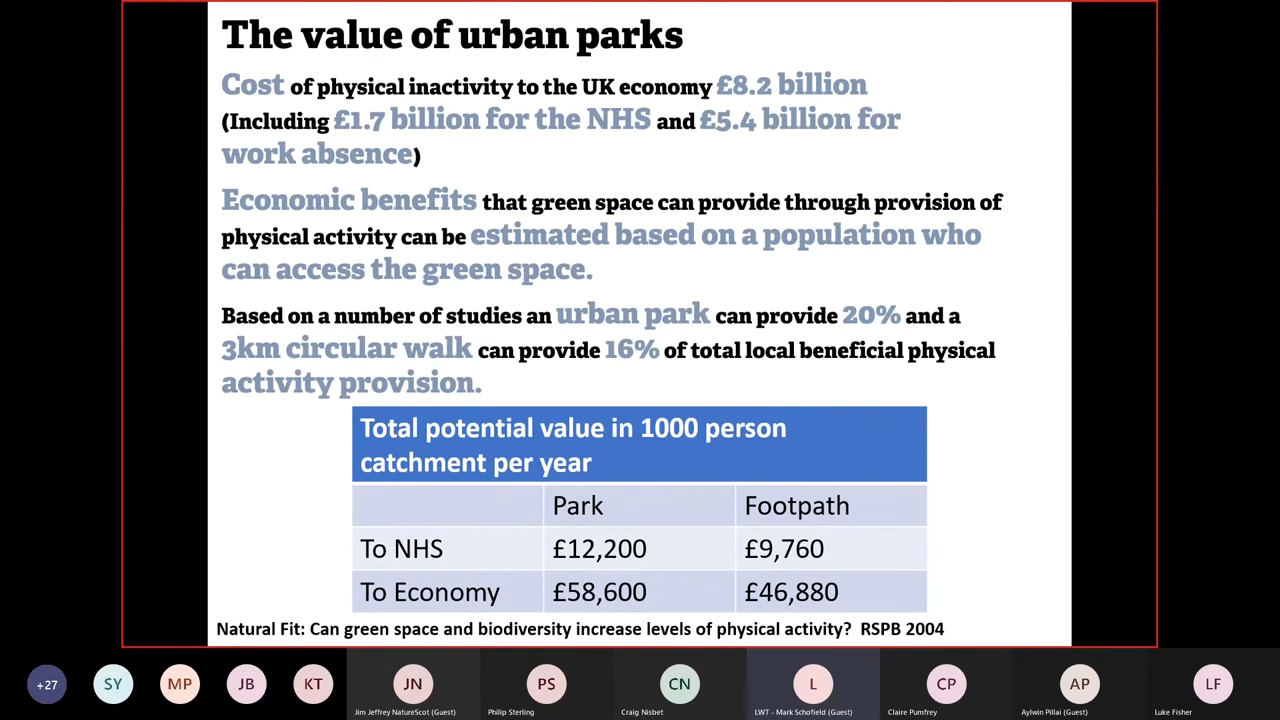 The value of urban parks
Cost of physical inactivity to the UK economy £8.2 billion
(Including £1.7 billion for the NHS and £5.4 billion for
work absence)
Economic benefits that green space can provide through provision of
physical activity can be estimated based on a population who
can access the green space.
Based on a number of studies an urban park can provide 20% and a
3km circular walk can provide 16% of total local beneficial physical
activity provision.
Total potential value in 1000 person
catchment per year
Park Footpath
To NHS £12,200 £9,760
To Economy £58,600 £46,880
Natural Fit: Can green space and biodiversity increase levels of physical activity? RSPB 2004
+27 SY MP JB KT JN PS CN L CP AP LF
Jim Jeffrey NatureScot (Guest) Philip Sterling Craig Nisbet LWT - Mark Schofield (Guest) Claire Pumfrey Aylwin Pillai (Guest) Luke Fisher